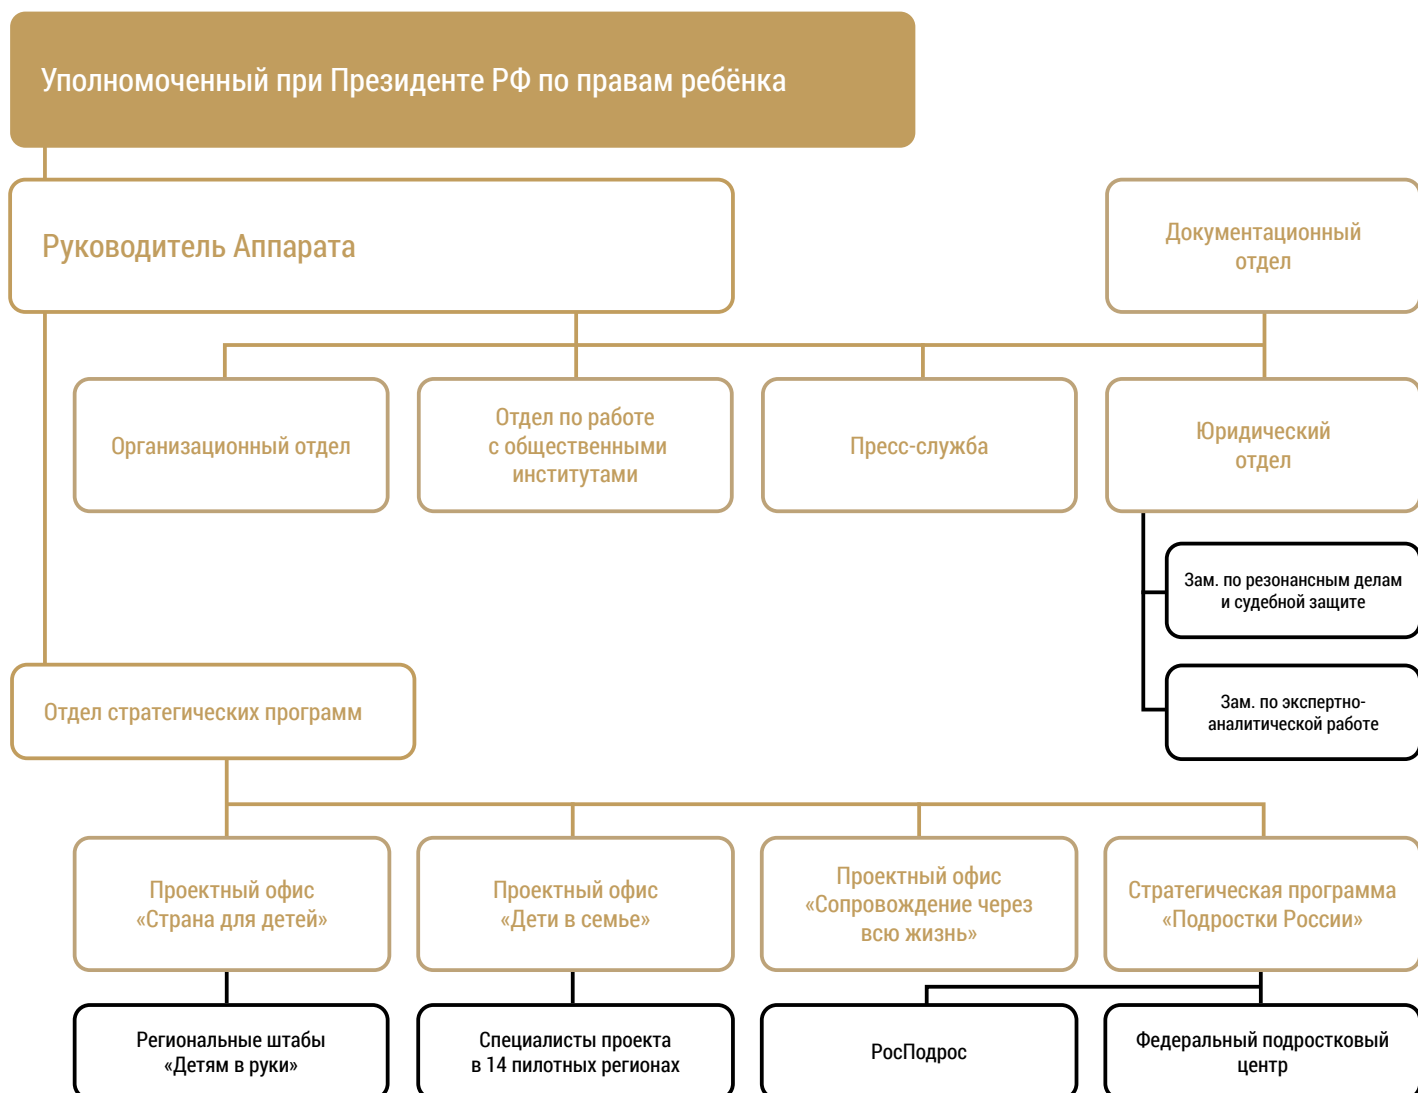 Уполномоченный при Президенте РФ по правам ребёнка
Руководитель Аппарата
Документационный
отдел
Организационный отдел
Отдел по работе
с общественными
институтами
Пресс-служба
Юридический
отдел
Зам. по резонансным делам
и судебной защите
Зам. по экспертно-
аналитической работе
Отдел стратегических программ
Проектный офис
«Страна для детей»
Проектный офис
«Дети в семье»
Проектный офис
«Сопровождение через
всю жизнь»
Стратегическая программа
«Подростки России»
Региональные штабы
«Детям в руки»
Специалисты проекта
в 14 пилотных регионах
РосПодрос
Федеральный подростковый
центр